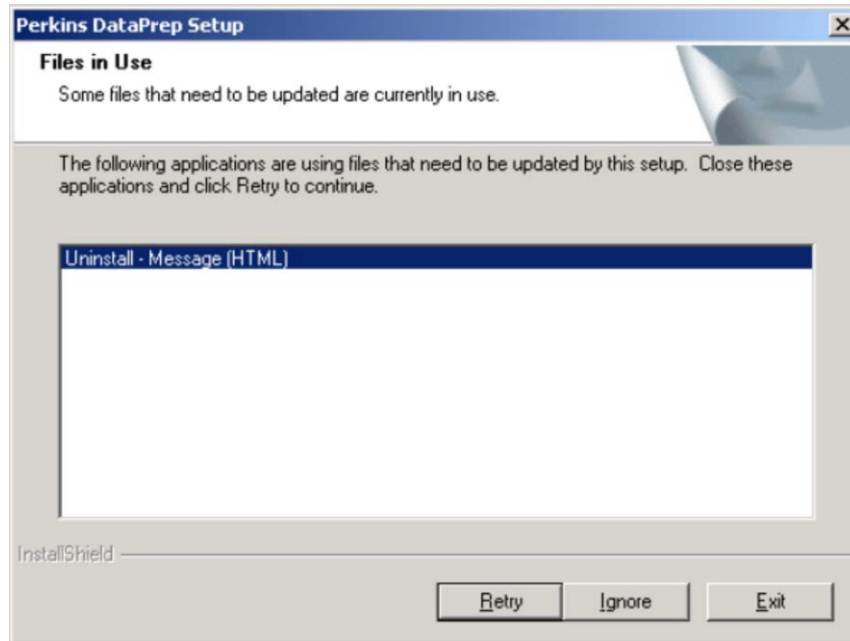 Perkins DataPrep Setup
Files in Use
Some files that need to be updated are currently in use.
The following applications are using files that need to be updated by this setup. Close these
applications and click Retry to continue.
Uninstall - Message (HTML)
InstallShield
Retry
Ignore
Exit